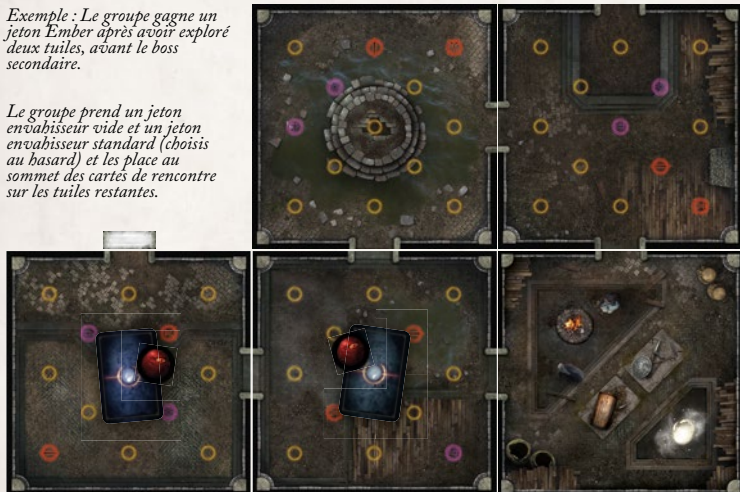 Exemple : Le groupe gagne un
jeton Ember après avoir exploré
deux tuiles, avant le boss
secondaire.
Le groupe prend un jeton
envahisseur vide et un jeton
envahisseur standard (choisis
au hasard) et les place au
sommet des cartes de rencontre
sur les tuiles restantes.